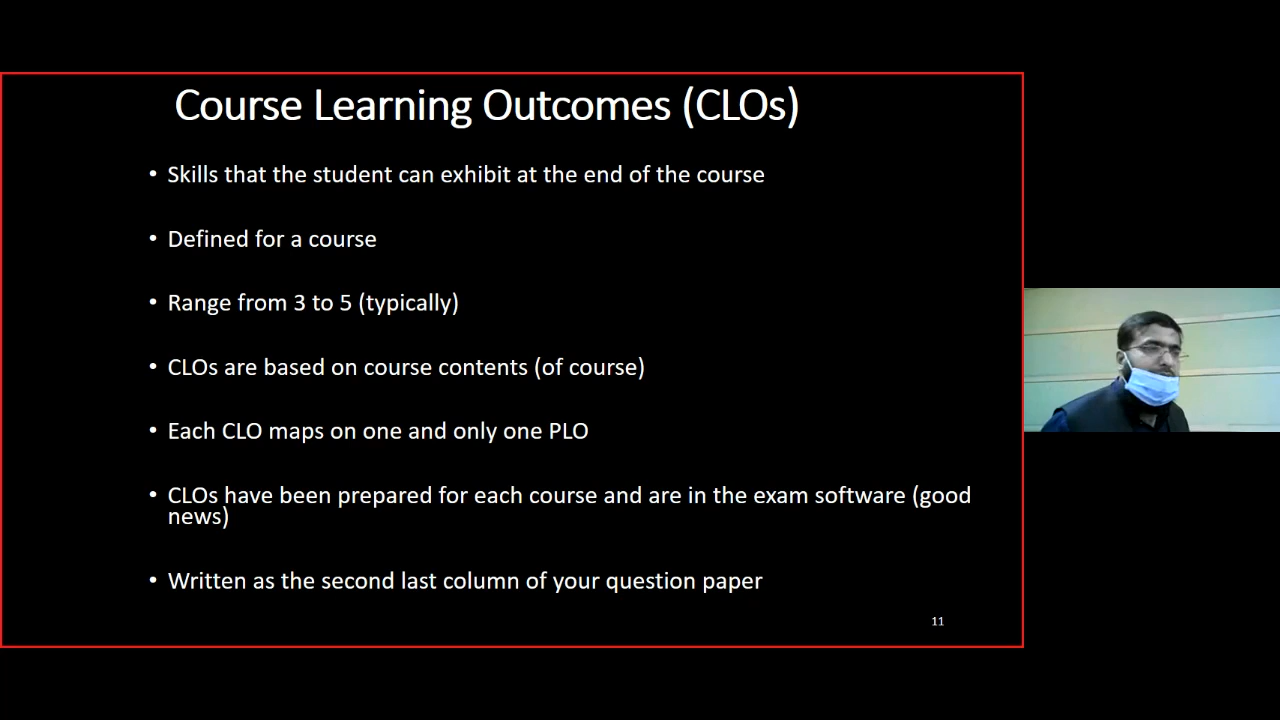 Course Learning Outcomes (CLOs)
• Skills that the student can exhibit at the end of the course
• Defined for a course
• Range from 3 to 5 (typically)
• CLOs are based on course contents (of course)
• Each CLO maps on one and only one PLO
• CLOs have been prepared for each course and are in the exam software (good
news)
• Written as the second last column of your question paper
11